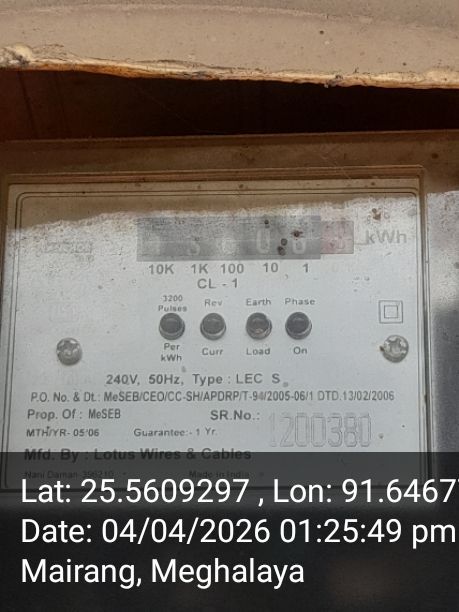 kWh
10K 1K 100 10 1
CL - 1
3200 Pulses Rev Earth Phase
Per kWh Curr Load On
240V, 50Hz, Type : LEC S
P.O. No. & Dt.: MeSEB/CEO/CC-SH/APDRP/T-94/2005-06/1 DTD.13/02/2006
Prop. Of : MeSEB SR.No.: 1200380
MTH/YR- 05'06 Guarantee:- 1 Yr.
Mfd. By : Lotus Wires & Cables
Nani Daman-396210 Made in India
Lat: 25.5609297 , Lon: 91.6467
Date: 04/04/2026 01:25:49 pm
Mairang, Meghalaya